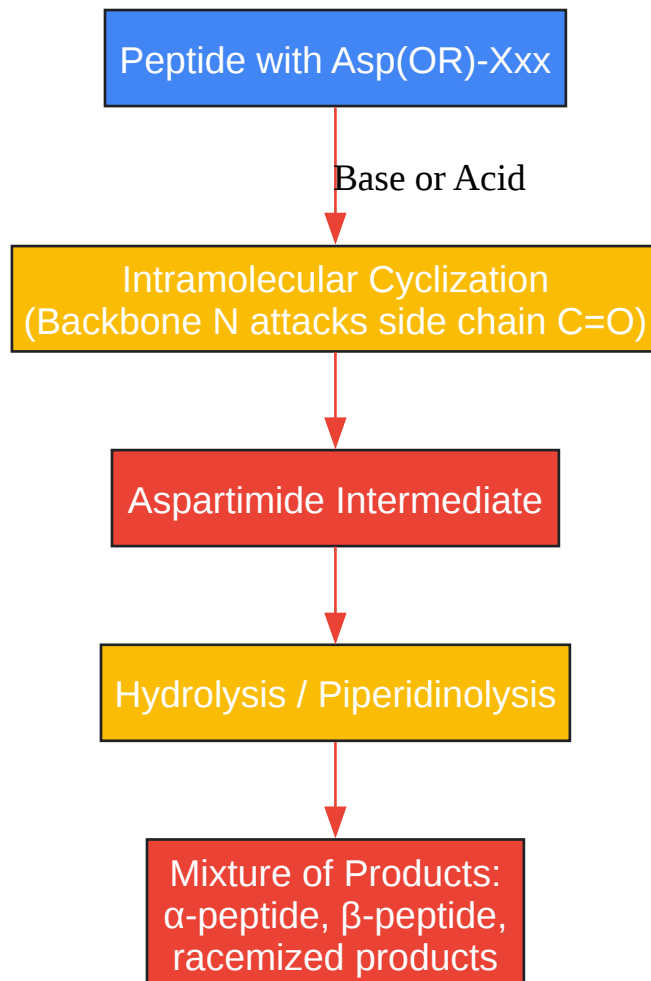 Peptide with Asp(OR)-Xxx
Base or Acid
Intramolecular Cyclization
(Backbone N attacks side chain C=O)
Aspartimide Intermediate
Hydrolysis / Piperidinolysis
Mixture of Products:
α-peptide, β-peptide,
racemized products